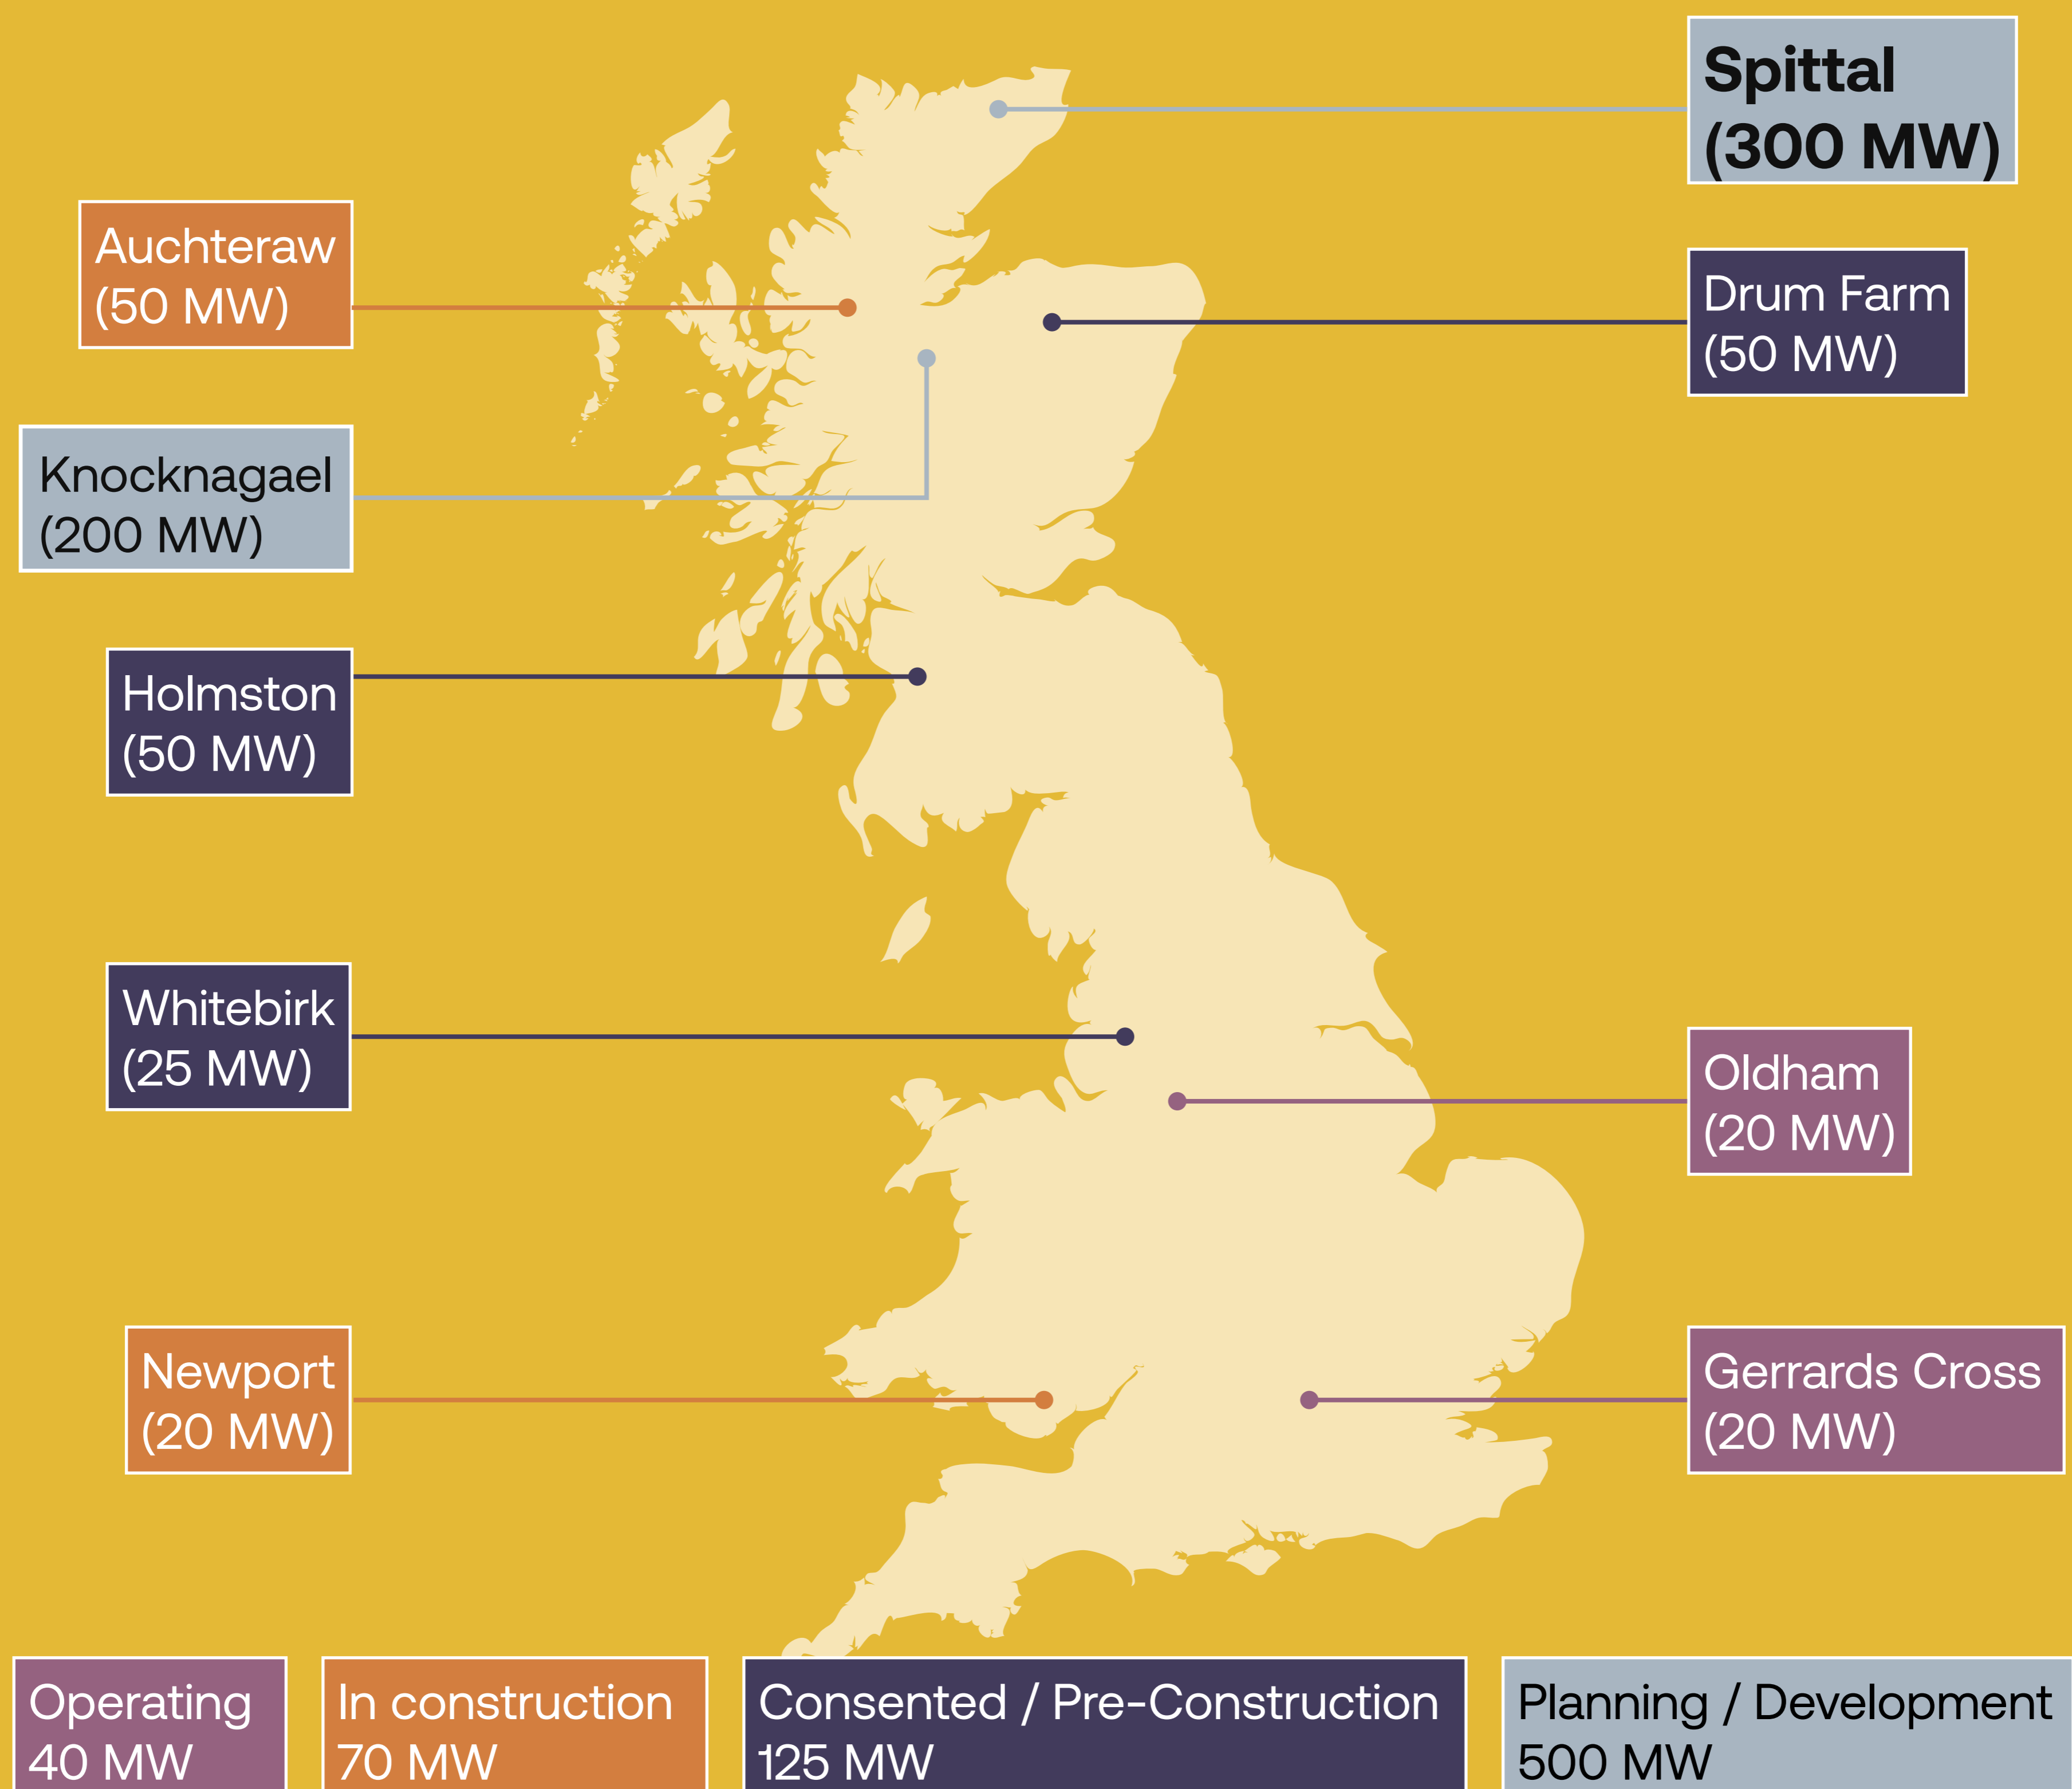 Spittal
(300 MW)
Auchteraw
(50 MW)
Drum Farm
(50 MW)
Knocknagael
(200 MW)
Holmston
(50 MW)
Whitebirk
(25 MW)
Oldham
(20 MW)
Newport
(20 MW)
Gerrards Cross
(20 MW)
Operating
40 MW
In construction
70 MW
Consented / Pre-Construction
125 MW
Planning / Development
500 MW